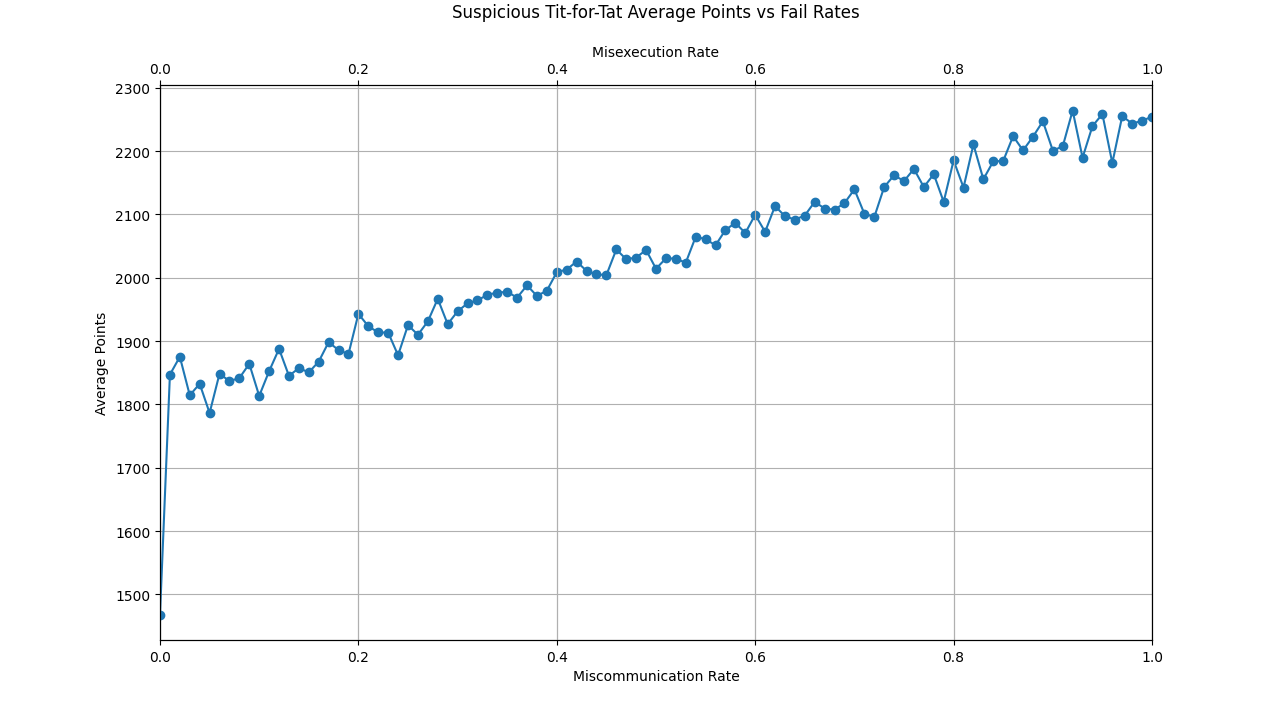 Suspicious Tit-for-Tat Average Points vs Fail Rates
Misexecution Rate
0.0 0.2 0.4 0.6 0.8 1.0
2300
2200
2100
2000
1900
1800
1700
1600
1500
Average Points
0.0 0.2 0.4 0.6 0.8 1.0
Miscommunication Rate